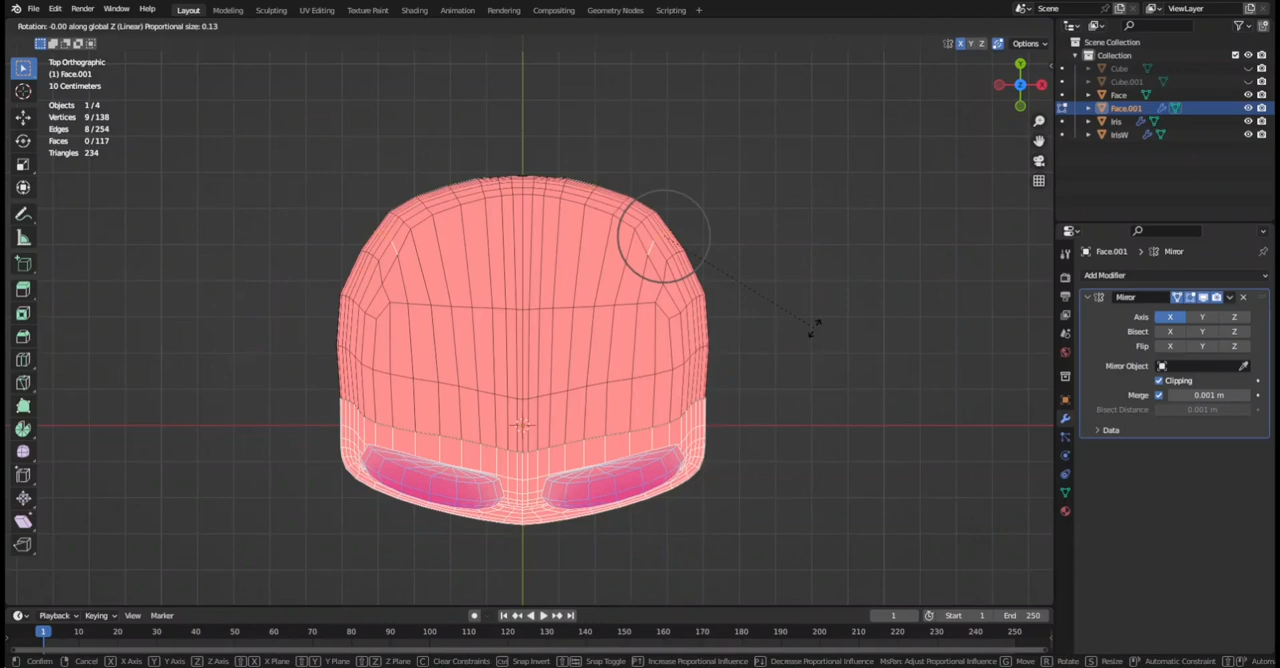 File Edit Render Window Help Layout Modeling Sculpting UV Editing Texture Paint Shading Animation Rendering Compositing Geometry Nodes Scripting + Scene ViewLayer
Rotation: -0.00 along global Z (Linear) Proportional size: 0.13
X Y Z Options
Top Orthographic
(1) Face.001
10 Centimeters
Objects 1/4
Vertices 9/138
Edges 8/254
Faces 0/117
Triangles 234
Y
Z
X
Scene Collection
Collection
Cube
Cube.001
Face
Face.001
Iris
IrisW
Face.001 Mirror
Add Modifier
Mirror
Axis X Y Z
Bisect X Y Z
Flip X Y Z
Mirror Object
Clipping
Merge 0.001 m
Bisect Distance 0.001 m
Data
Playback Keying View Marker 1 Start 1 End 250
1 10 20 30 40 50 60 70 80 90 100 110 120 130 140 150 160 170 180 190 200 210 220 230 240 250
Confirm Cancel X X Axis Y Y Axis Z Z Axis X X Plane Y Y Plane Z Z Plane C Clear Constraints Snap Invert Snap Toggle Increase Proportional Influence Decrease Proportional Influence MsPan: Adjust Proportional Influence G Move R Rotate S Resize Automatic Constraint Auto